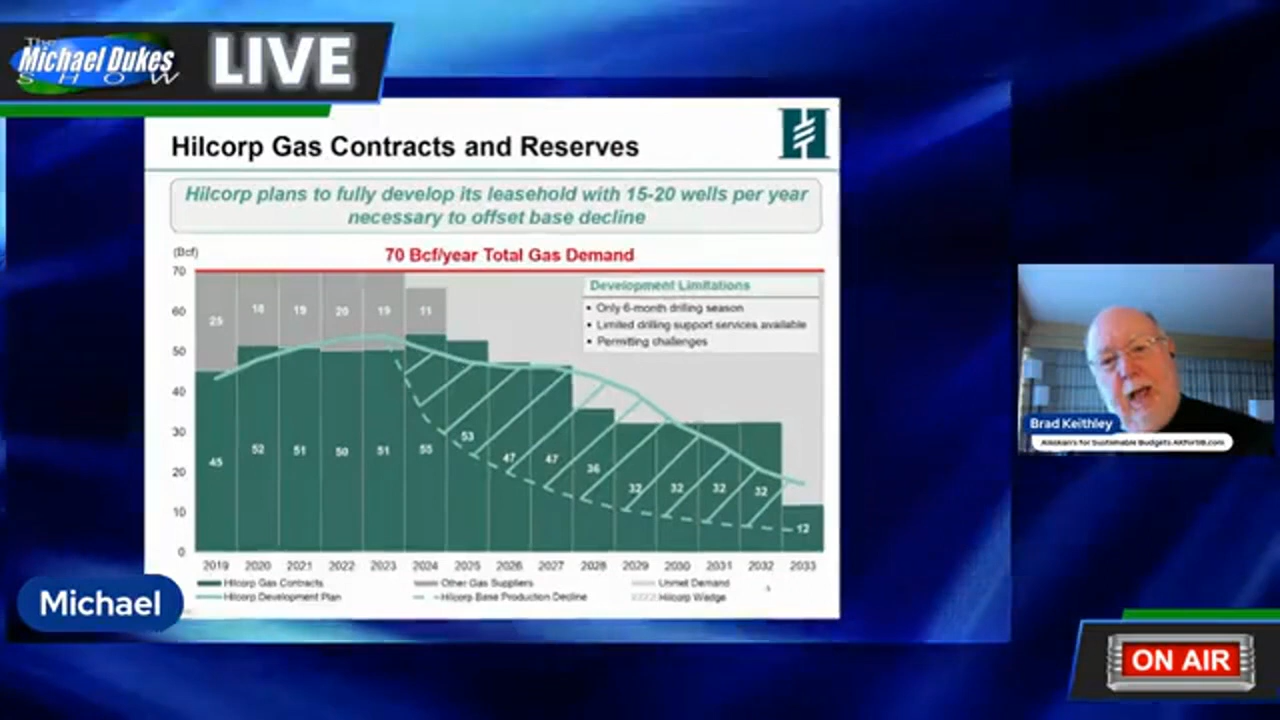 The
Michael Dukes
SHOW
LIVE
Hilcorp Gas Contracts and Reserves
Hilcorp plans to fully develop its leasehold with 15-20 wells per year
necessary to offset base decline
(Bcf)
70 Bcf/year Total Gas Demand
70
60
50
40
30
20
10
0
Development Limitations
• Only 6-month drilling season
• Limited drilling support services available
• Permitting challenges
25 18 19 20 19 11
45 52 51 50 51 55 53 47 47 36 32 32 32 32 12
2019 2020 2021 2022 2023 2024 2025 2026 2027 2028 2029 2030 2031 2032 2033
Hilcorp Gas Contracts Other Gas Suppliers Unmet Demand
Hilcorp Development Plan Hilcorp Base Production Decline Hilcorp Wedge
Brad Keithley
Alaskan's for Sustainable Budgets AKforSB.com
Michael
ON AIR